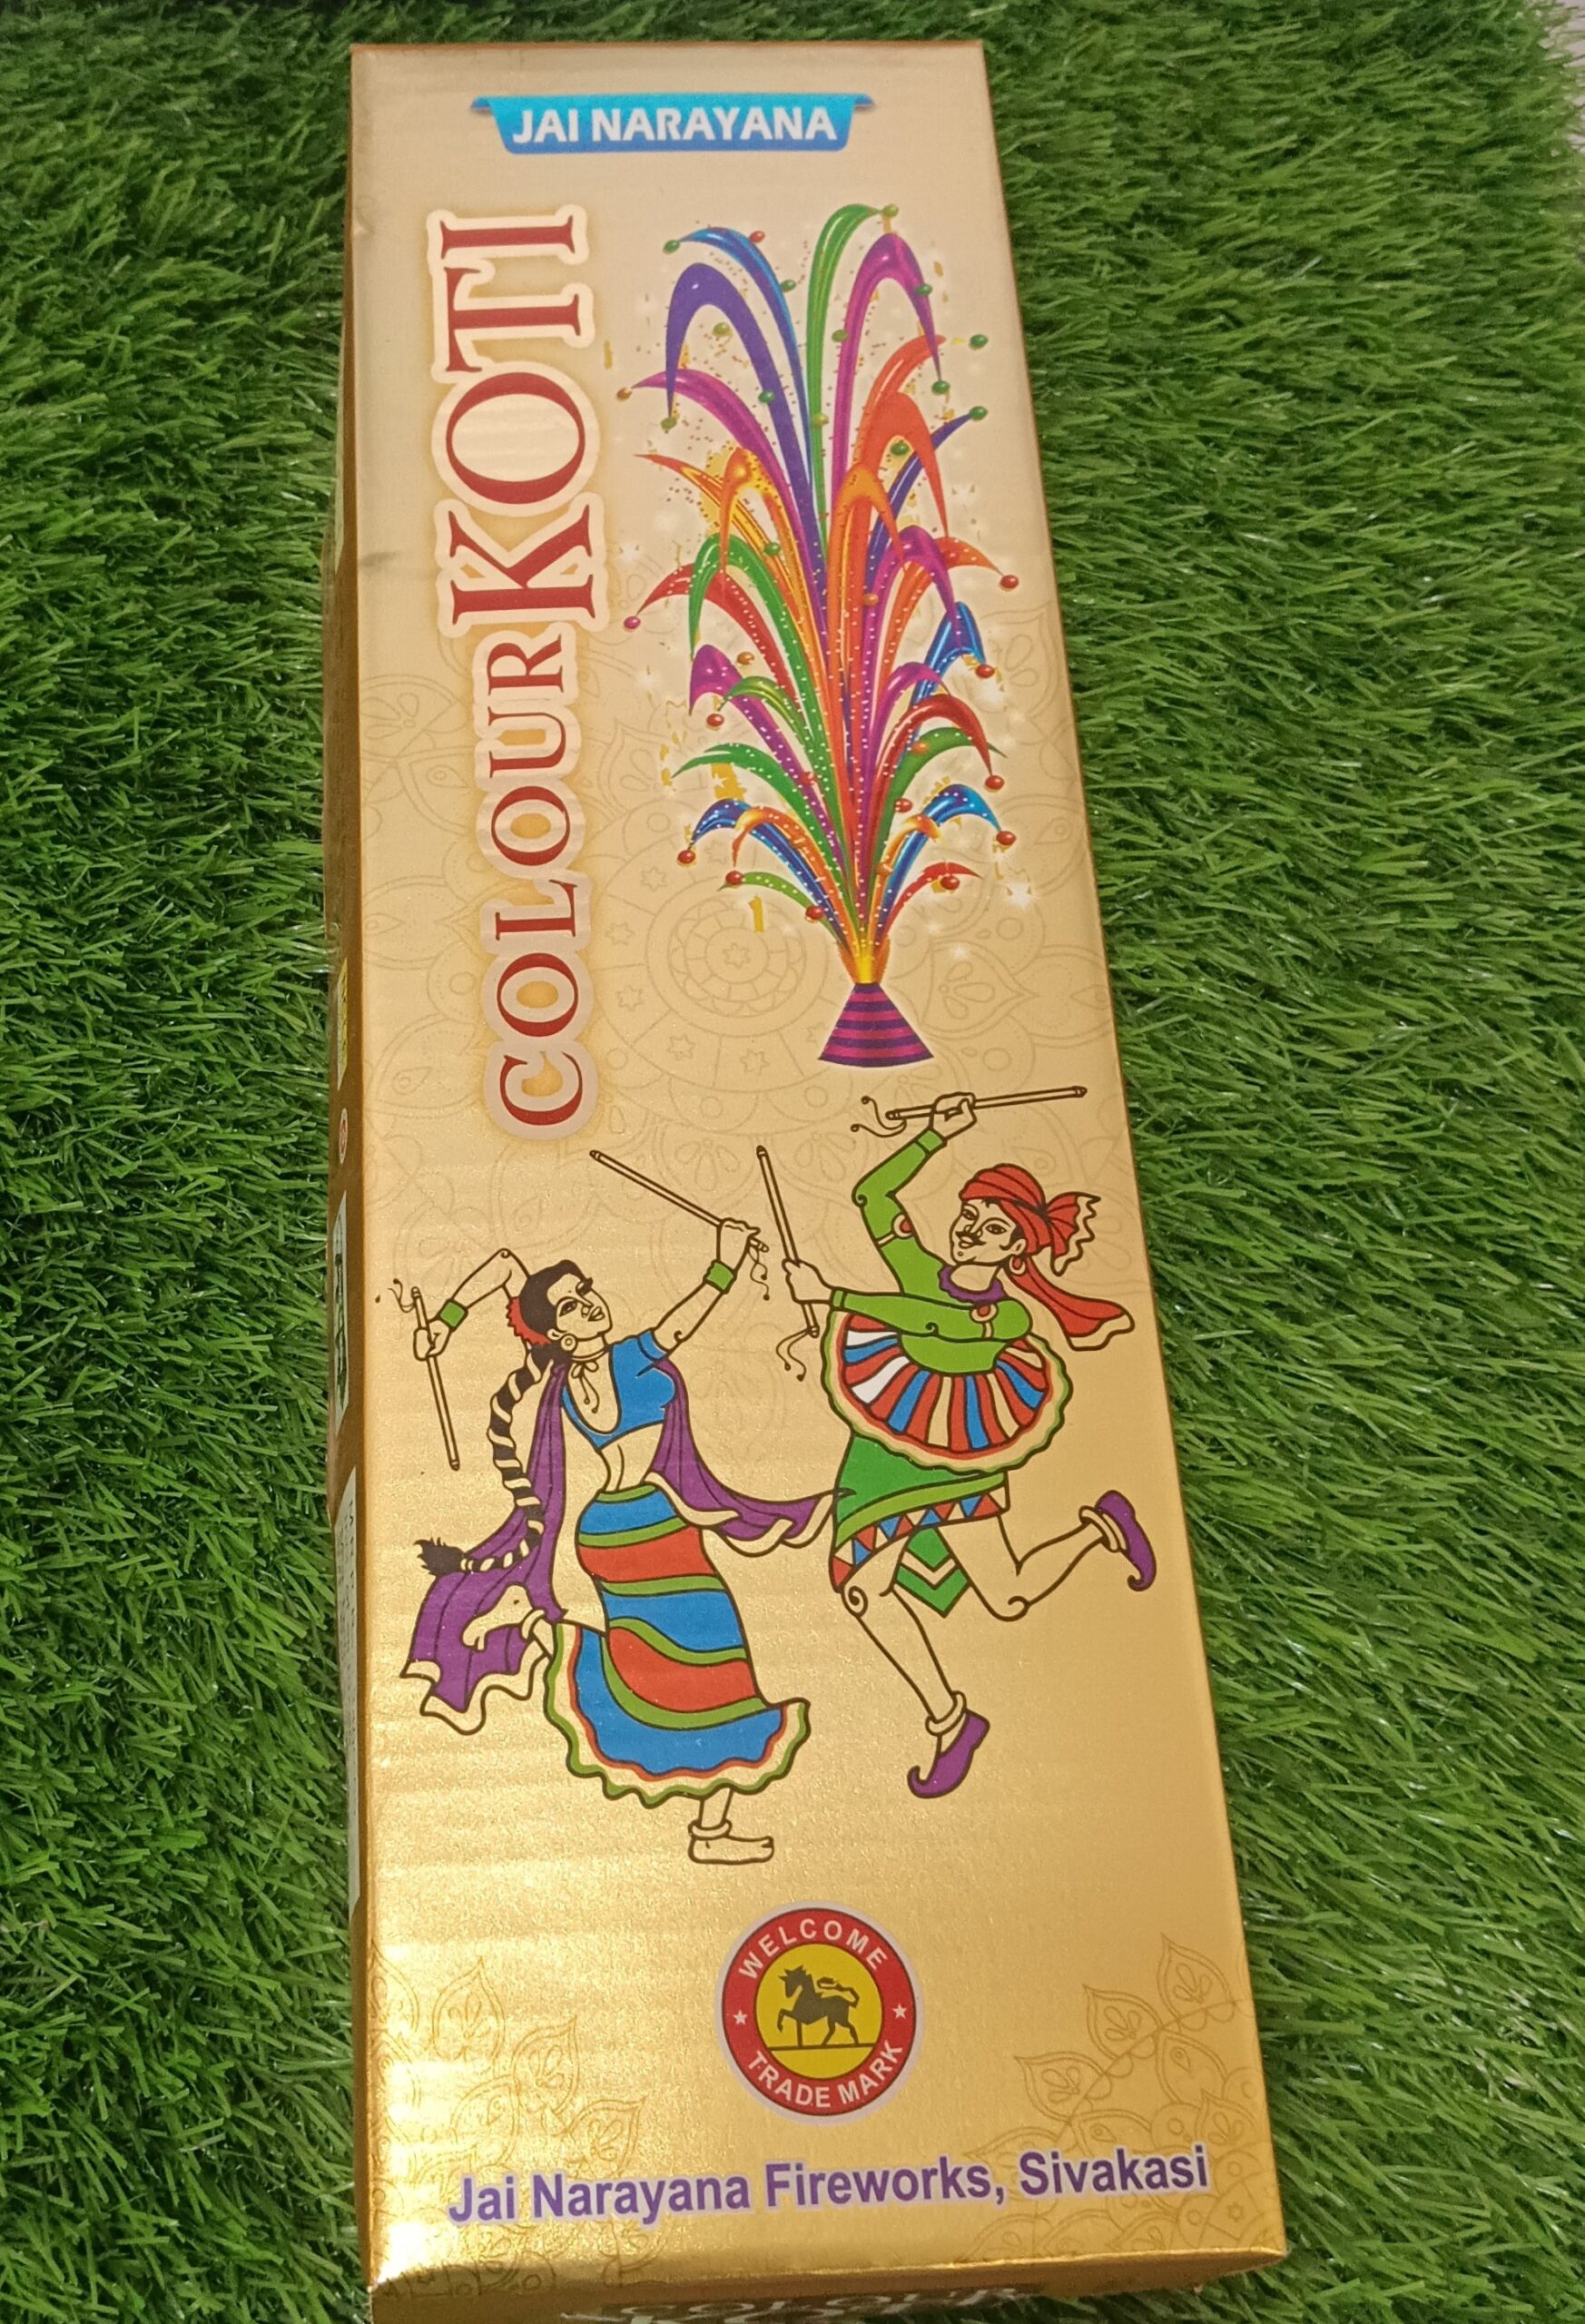 JAI NARAYANA
COLOUR KOTI
WELCOME
TRADE MARK
Jai Narayana Fireworks, Sivakasi